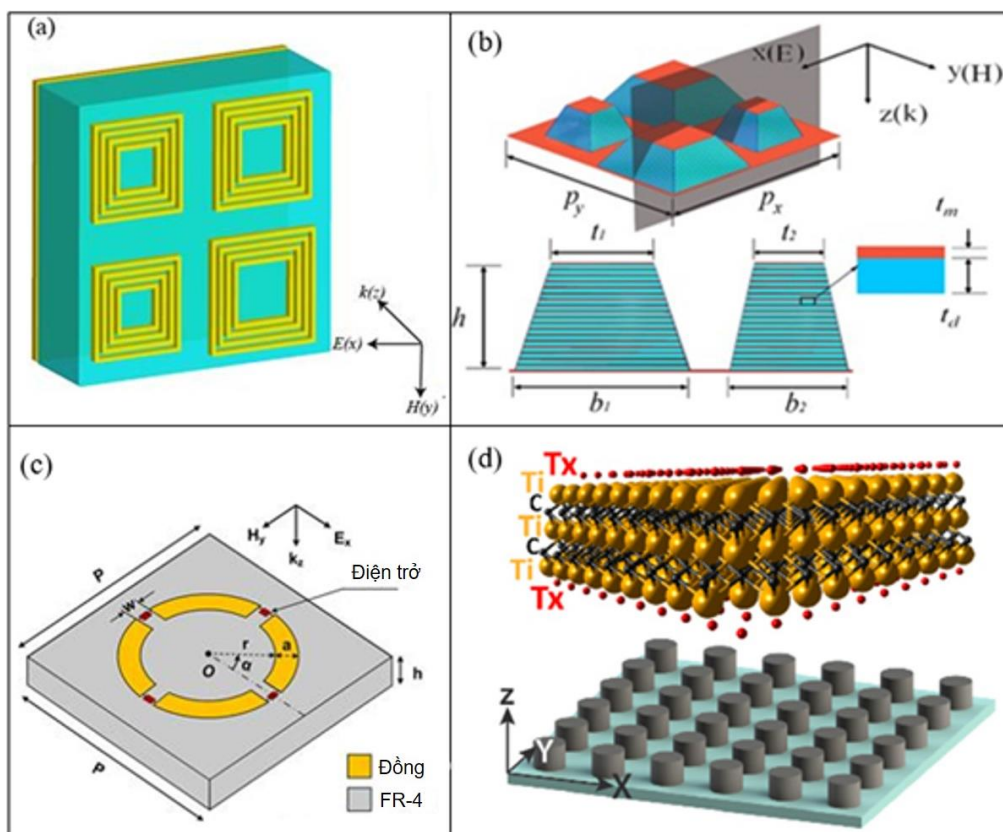 (a)
k(z)
E(x)
H(y)
(b)
x(E)
y(H)
z(k)
p_y
p_x
t_m
t_1
t_2
h
t_d
b_1
b_2
(c)
H_y
E_x
k_z
P
Điện trở
w
r
a
α
O
h
P
Đồng
FR-4
(d)
Tx
Ti
C
Ti
C
Ti
Tx
Z
Y
X